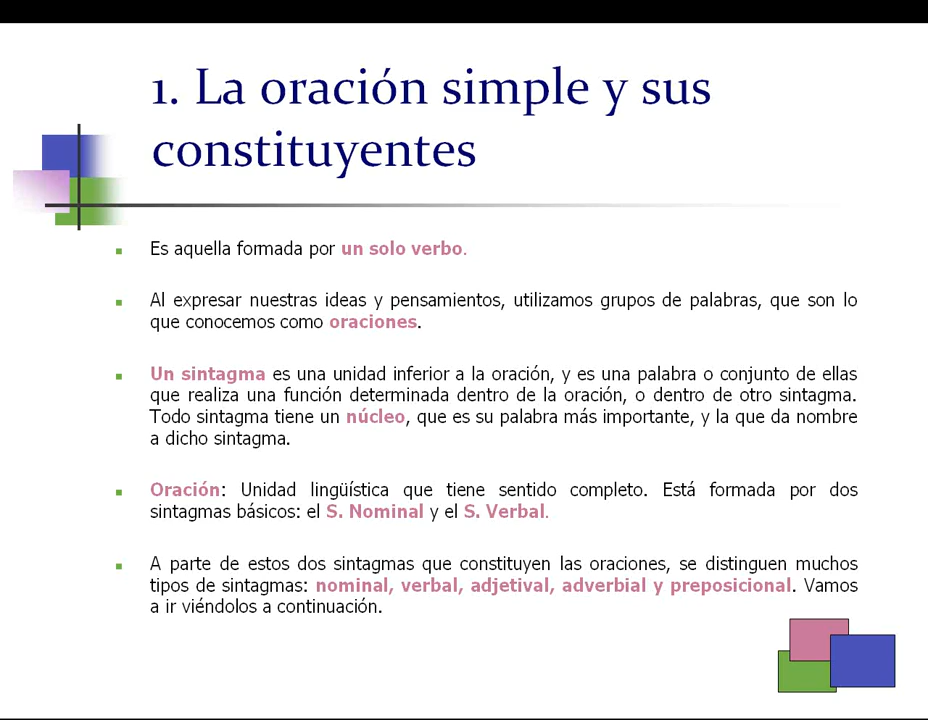 1. La oración simple y sus
constituyentes
Es aquella formada por un solo verbo.
Al expresar nuestras ideas y pensamientos, utilizamos grupos de palabras, que son lo
que conocemos como oraciones.
Un sintagma es una unidad inferior a la oración, y es una palabra o conjunto de ellas
que realiza una función determinada dentro de la oración, o dentro de otro sintagma.
Todo sintagma tiene un núcleo, que es su palabra más importante, y la que da nombre
a dicho sintagma.
Oración: Unidad lingüística que tiene sentido completo. Está formada por dos
sintagmas básicos: el S. Nominal y el S. Verbal.
A parte de estos dos sintagmas que constituyen las oraciones, se distinguen muchos
tipos de sintagmas: nominal, verbal, adjetival, adverbial y preposicional. Vamos
a ir viéndolos a continuación.